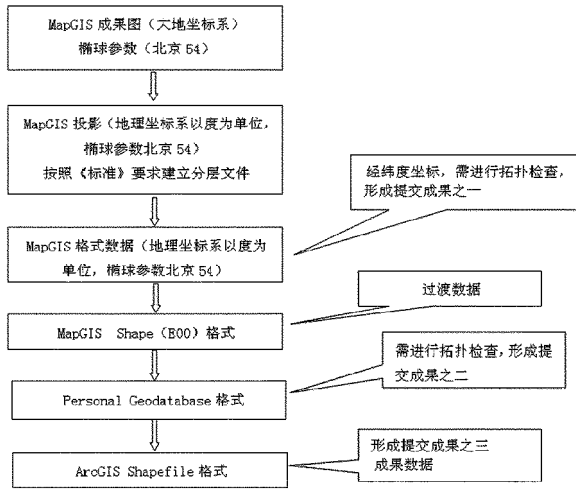 MapGIS 成果图（大地坐标系）
椭球参数（北京 54）
MapGIS 投影（地理坐标系以度为单位，
椭球参数北京 54）
按照《标准》要求建立分层文件
经纬度坐标，需进行拓扑检查，
形成提交成果之一
MapGIS 格式数据（地理坐标系以度为
单位，椭球参数北京 54）
过渡数据
MapGIS Shape（E00）格式
需进行拓扑检查，形成提
交成果之二
Personal Geodatabase 格式
形成提交成果之三
成果数据
ArcGIS Shapefile 格式